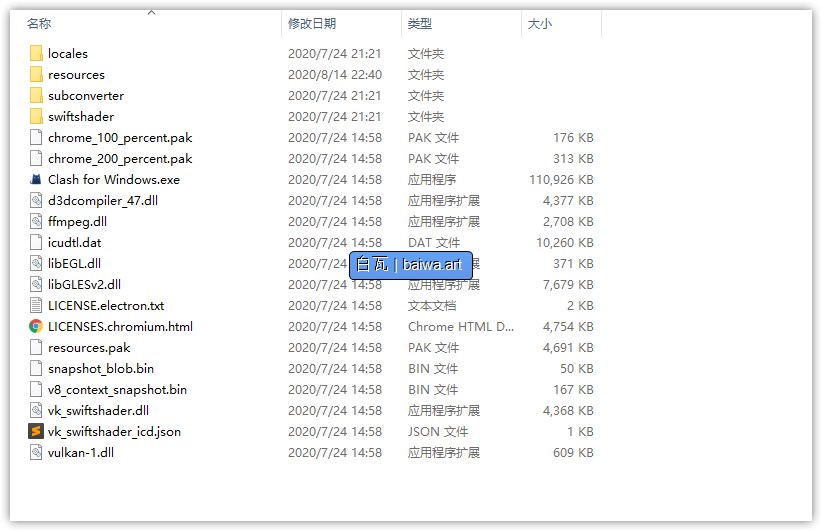 名称 修改日期 类型 大小
locales 2020/7/24 21:21 文件夹
resources 2020/8/14 22:40 文件夹
subconverter 2020/7/24 21:21 文件夹
swiftshader 2020/7/24 21:21 文件夹
chrome_100_percent.pak 2020/7/24 14:58 PAK 文件 176 KB
chrome_200_percent.pak 2020/7/24 14:58 PAK 文件 313 KB
Clash for Windows.exe 2020/7/24 14:58 应用程序 110,926 KB
d3dcompiler_47.dll 2020/7/24 14:58 应用程序扩展 4,377 KB
ffmpeg.dll 2020/7/24 14:58 应用程序扩展 2,708 KB
icudtl.dat 2020/7/24 14:58 DAT 文件 10,260 KB
libEGL.dll 2020/7/24 白瓦 | baiwa.art 展 371 KB
libGLESv2.dll 2020/7/24 14:58 应用程序扩展 7,679 KB
LICENSE.electron.txt 2020/7/24 14:58 文本文档 2 KB
LICENSES.chromium.html 2020/7/24 14:58 Chrome HTML D... 4,754 KB
resources.pak 2020/7/24 14:58 PAK 文件 4,691 KB
snapshot_blob.bin 2020/7/24 14:58 BIN 文件 50 KB
v8_context_snapshot.bin 2020/7/24 14:58 BIN 文件 167 KB
vk_swiftshader.dll 2020/7/24 14:58 应用程序扩展 4,368 KB
vk_swiftshader_icd.json 2020/7/24 14:58 JSON 文件 1 KB
vulkan-1.dll 2020/7/24 14:58 应用程序扩展 609 KB